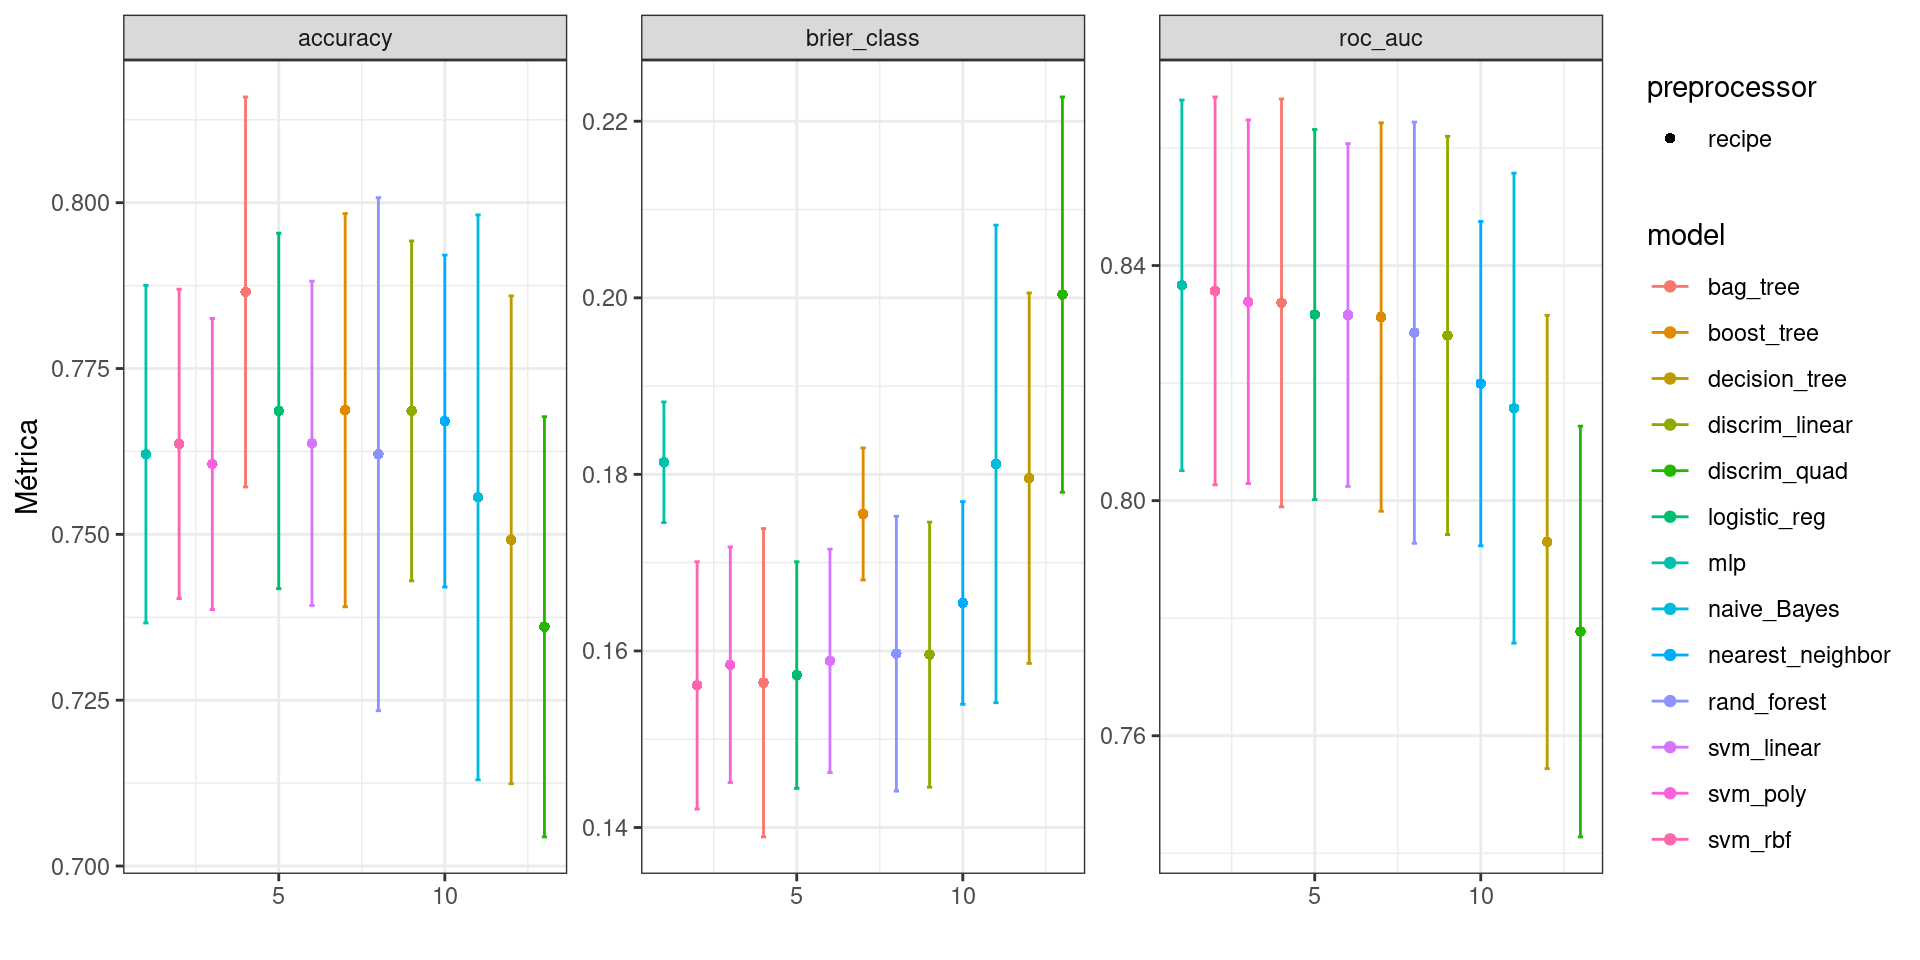 accuracy
brier_class
roc_auc
Métrica
0.800
0.775
0.750
0.725
0.700
5
10
0.22
0.20
0.18
0.16
0.14
5
10
0.84
0.80
0.76
5
10
preprocessor
recipe
model
bag_tree
boost_tree
decision_tree
discrim_linear
discrim_quad
logistic_reg
mlp
naive_Bayes
nearest_neighbor
rand_forest
svm_linear
svm_poly
svm_rbf